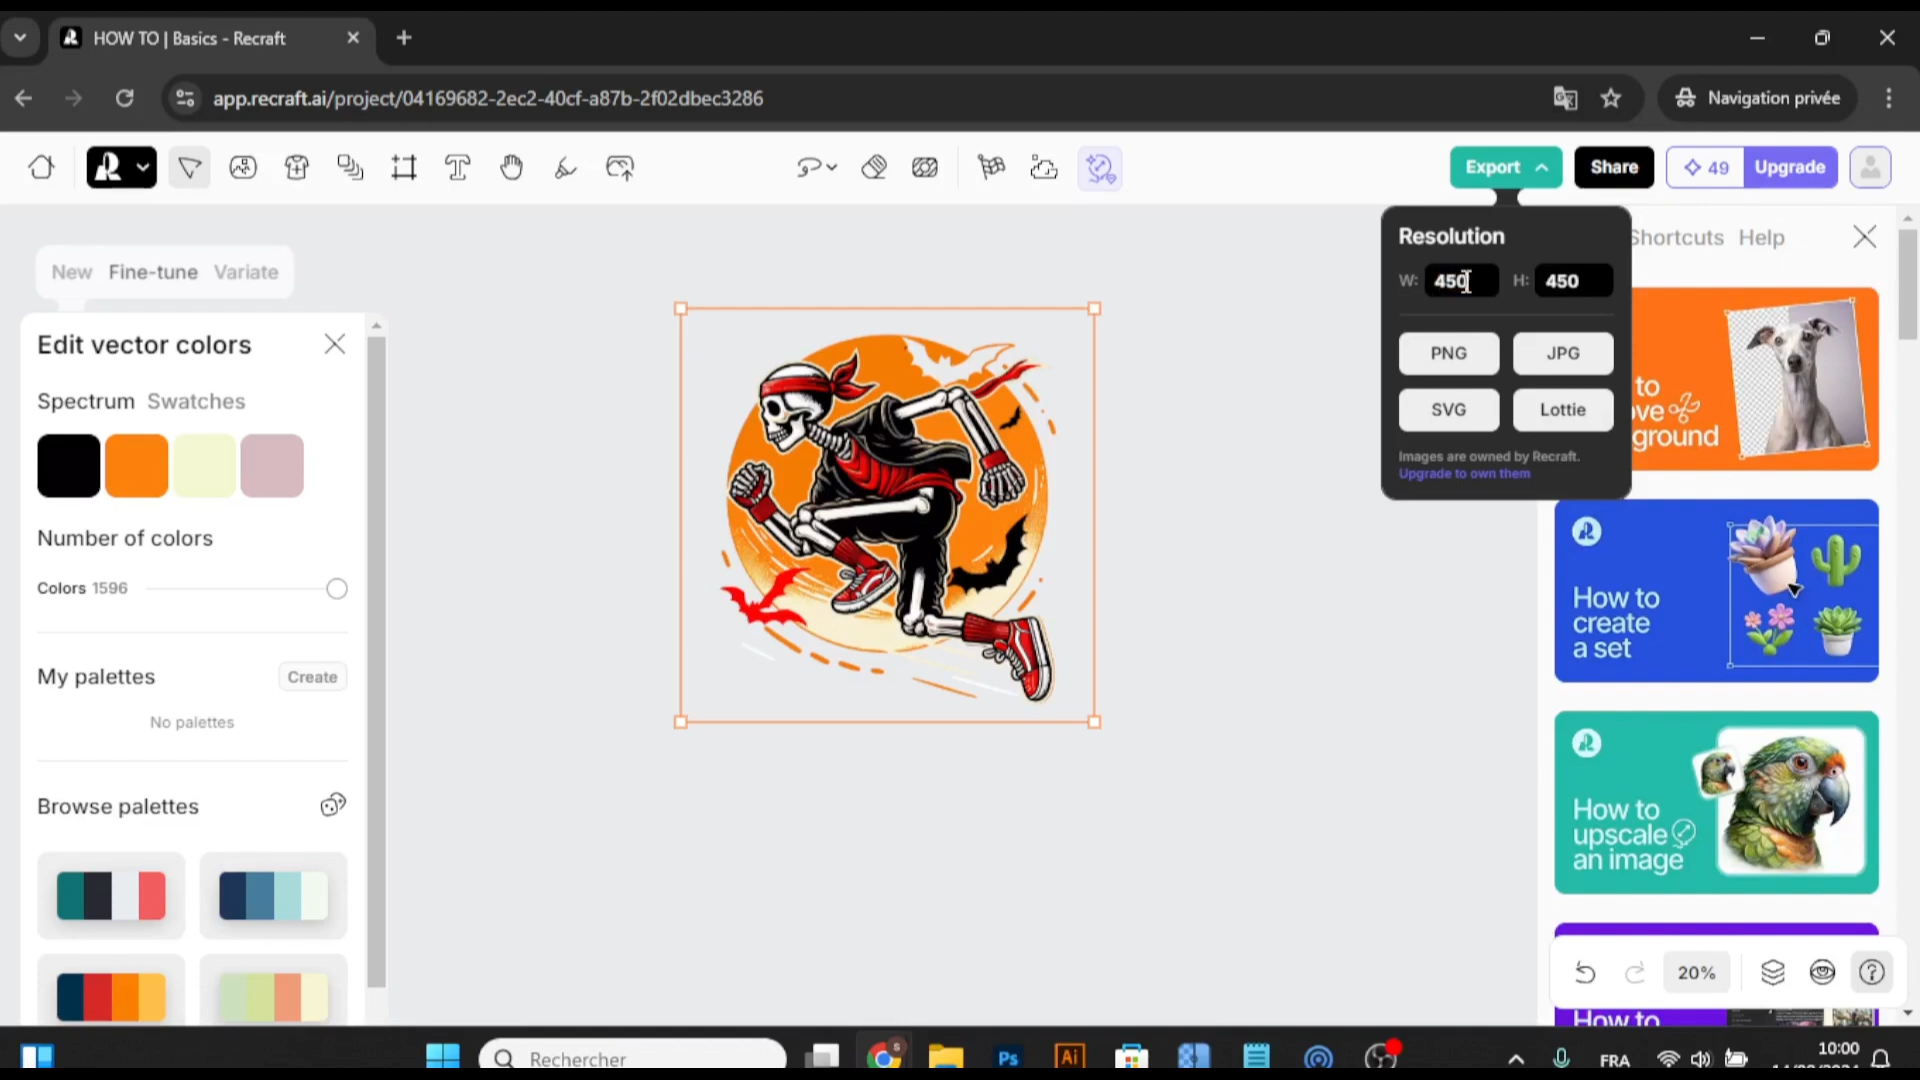 HOW TO | Basics - Recraft
app.recraft.ai/project/04169682-2ec2-40cf-a87b-2f02dbec3286
Navigation privée
Export
Share
49
Upgrade
New Fine-tune Variate
Edit vector colors
Spectrum Swatches
Number of colors
Colors 1596
My palettes
Create
No palettes
Browse palettes
Resolution
W: 450 H: 450
PNG JPG
SVG Lottie
Images are owned by Recraft.
Upgrade to own them
Shortcuts Help
How to
create
a set
How to
upscale
an image
20%
How to
Rechercher
Ps
Ai
FRA
10:00